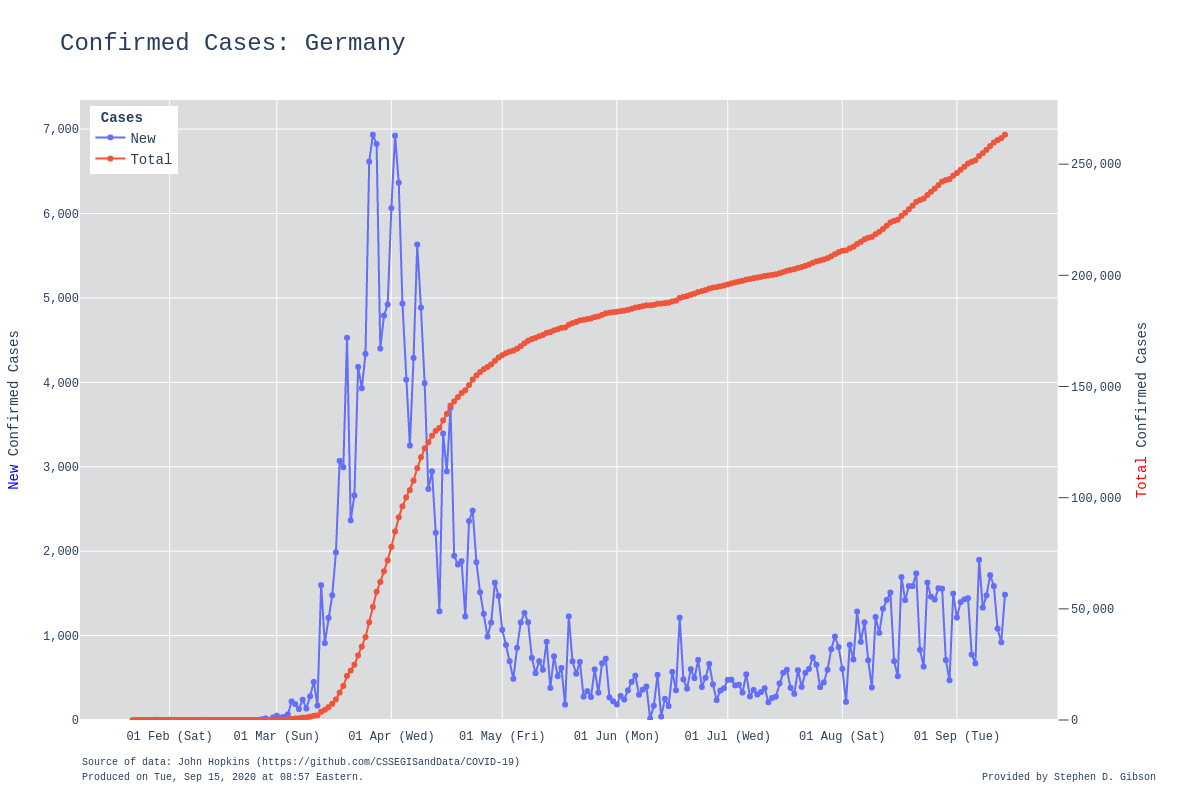 Confirmed Cases: Germany
Cases
New
Total
7,000
6,000
5,000
4,000
3,000
2,000
1,000
0
New Confirmed Cases
250,000
200,000
150,000
100,000
50,000
0
Total Confirmed Cases
01 Feb (Sat) 01 Mar (Sun) 01 Apr (Wed) 01 May (Fri) 01 Jun (Mon) 01 Jul (Wed) 01 Aug (Sat) 01 Sep (Tue)
Source of data: John Hopkins (https://github.com/CSSEGISandData/COVID-19)
Produced on Tue, Sep 15, 2020 at 08:57 Eastern.
Provided by Stephen D. Gibson